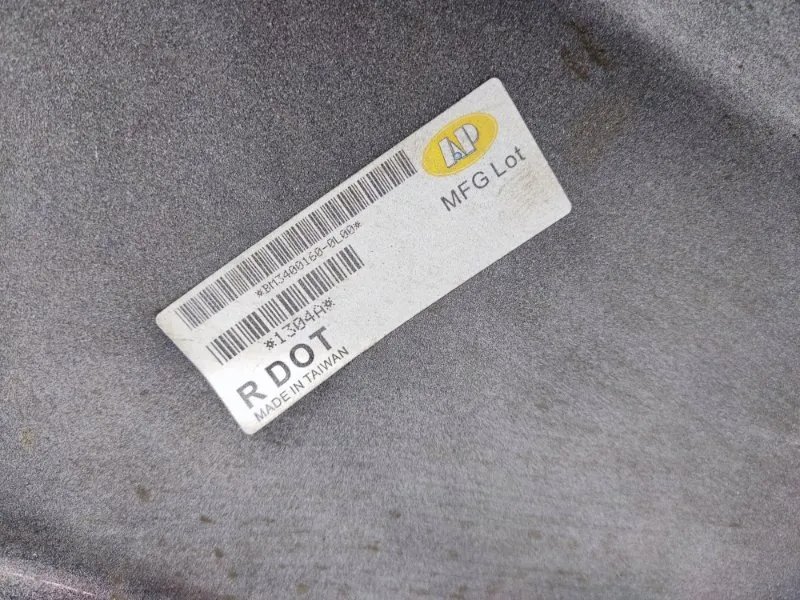 AP
MFG Lot
*BM3400160-0L00*
*1304A*
R DOT
MADE IN TAIWAN